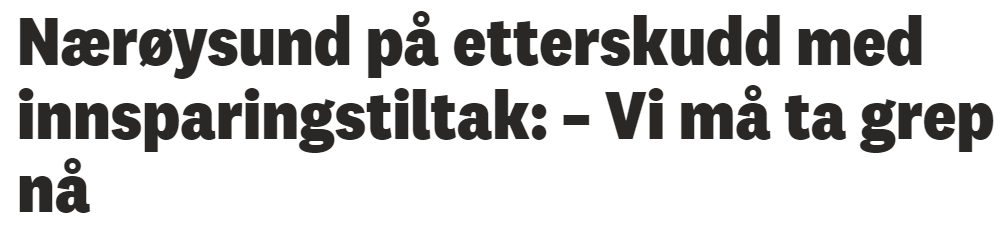 Nærøysund på etterskudd med
innsparingstiltak: – Vi må ta grep
nå